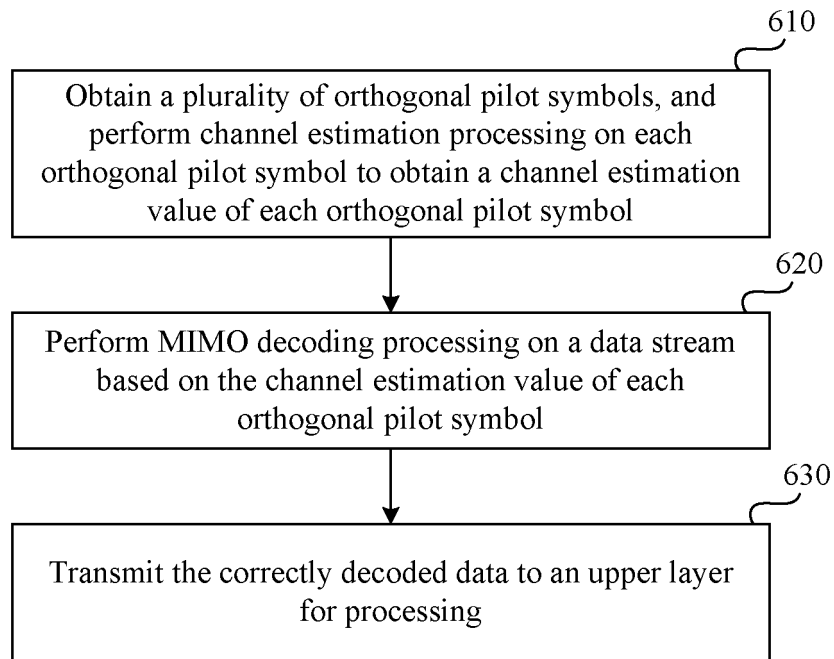 610
Obtain a plurality of orthogonal pilot symbols, and
perform channel estimation processing on each
orthogonal pilot symbol to obtain a channel estimation
value of each orthogonal pilot symbol
620
Perform MIMO decoding processing on a data stream
based on the channel estimation value of each
orthogonal pilot symbol
630
Transmit the correctly decoded data to an upper layer
for processing